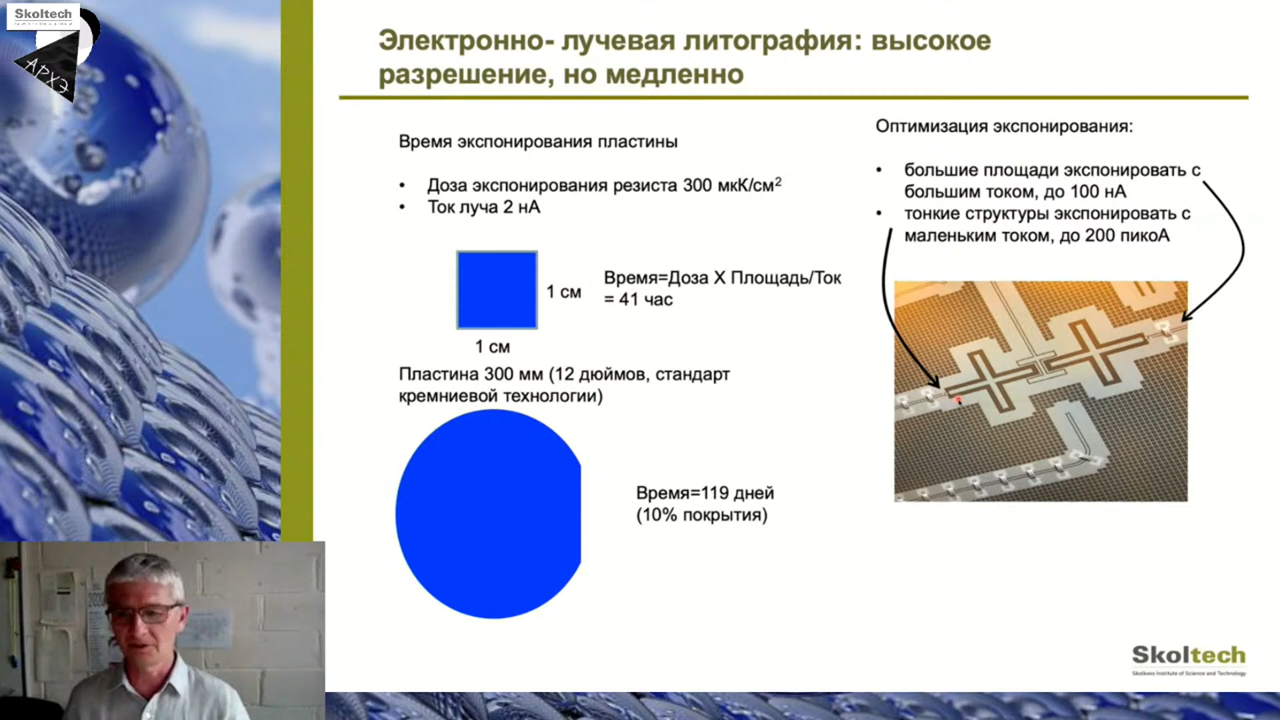 Skoltech
АРХЭ
Электронно- лучевая литография: высокое
разрешение, но медленно
Время экспонирования пластины
• Доза экспонирования резиста 300 мкК/см²
• Ток луча 2 нА
1 см
Время=Доза Х Площадь/Ток
= 41 час
1 см
Пластина 300 мм (12 дюймов, стандарт
кремниевой технологии)
Время=119 дней
(10% покрытия)
Оптимизация экспонирования:
• большие площади экспонировать с
большим током, до 100 нА
• тонкие структуры экспонировать с
маленьким током, до 200 пикоА
Skoltech
Skolkovo Institute of Science and Technology